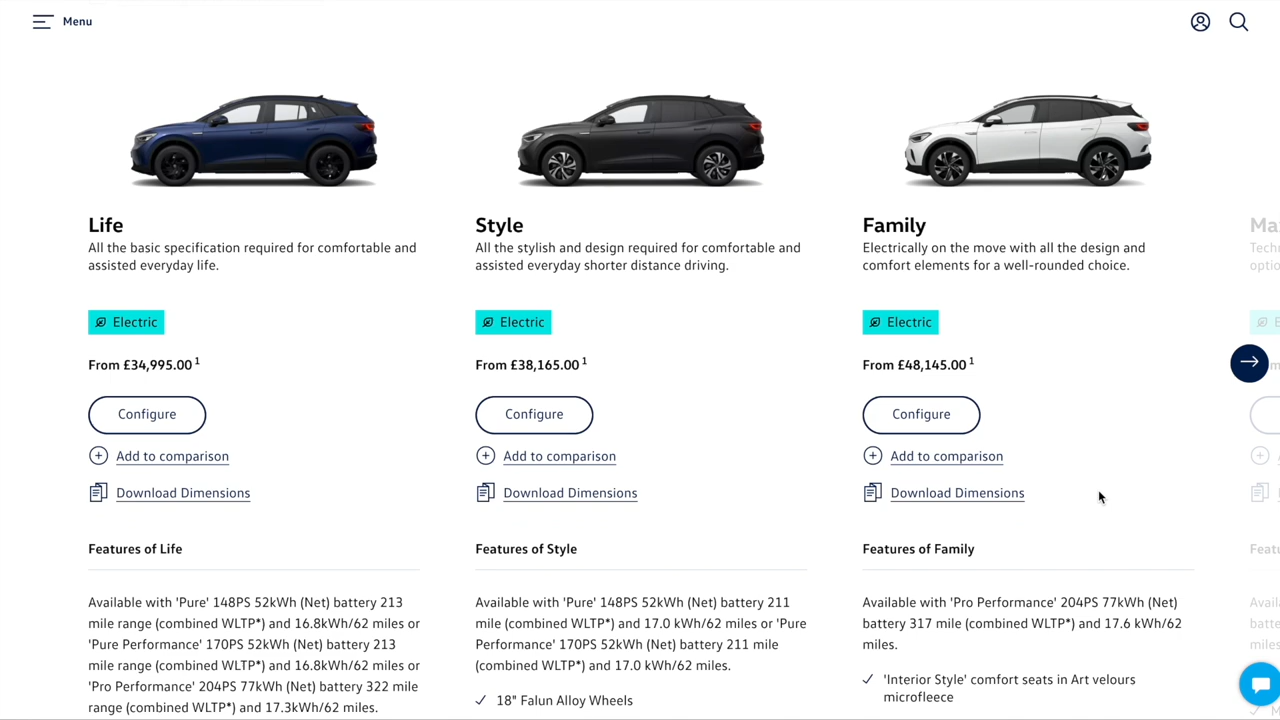 Menu
Life
All the basic specification required for comfortable and
assisted everyday life.
Electric
From £34,995.00 1
Configure
Add to comparison
Download Dimensions
Features of Life
Available with 'Pure' 148PS 52kWh (Net) battery 213
mile range (combined WLTP*) and 16.8kWh/62 miles or
'Pure Performance' 170PS 52kWh (Net) battery 213
mile range (combined WLTP*) and 16.8kWh/62 miles or
'Pro Performance' 204PS 77kWh (Net) battery 322 mile
range (combined WLTP*) and 17.3kWh/62 miles.
Style
All the stylish and design required for comfortable and
assisted everyday shorter distance driving.
Electric
From £38,165.00 1
Configure
Add to comparison
Download Dimensions
Features of Style
Available with 'Pure' 148PS 52kWh (Net) battery 211
mile (combined WLTP*) and 17.0 kWh/62 miles or 'Pure
Performance' 170PS 52kWh (Net) battery 211 mile
(combined WLTP*) and 17.0 kWh/62 miles.
18" Falun Alloy Wheels
Family
Electrically on the move with all the design and
comfort elements for a well-rounded choice.
Electric
From £48,145.00 1
Configure
Add to comparison
Download Dimensions
Features of Family
Available with 'Pro Performance' 204PS 77kWh (Net)
battery 317 mile (combined WLTP*) and 17.6 kWh/62
miles.
'Interior Style' comfort seats in Art velours
microfleece